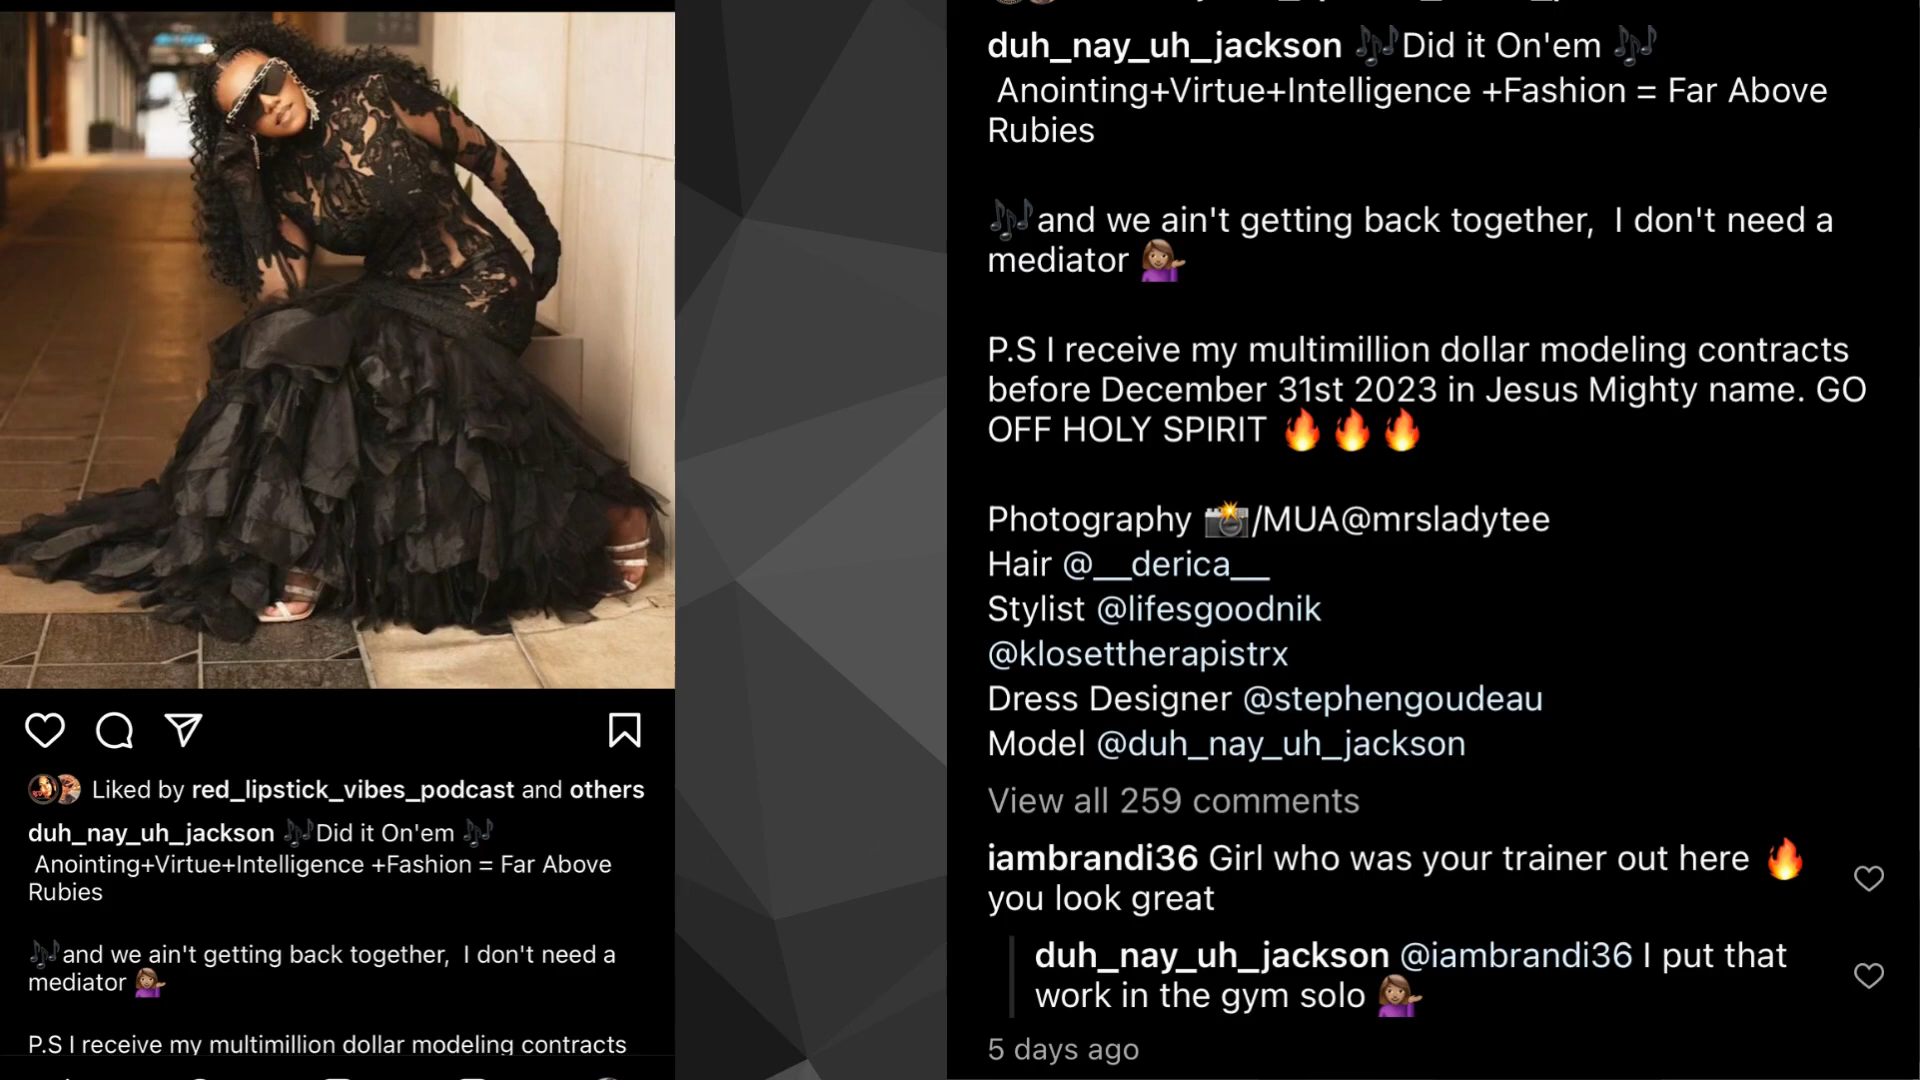 Liked by red_lipstick_vibes_podcast and others
duh_nay_uh_jackson 🎶Did it On'em 🎶
Anointing+Virtue+Intelligence +Fashion = Far Above
Rubies
🎶and we ain't getting back together,  I don't need a
mediator 💁🏽‍♀️
P.S I receive my multimillion dollar modeling contracts
duh_nay_uh_jackson 🎶Did it On'em 🎶
Anointing+Virtue+Intelligence +Fashion = Far Above
Rubies
🎶and we ain't getting back together,  I don't need a
mediator 💁🏽‍♀️
P.S I receive my multimillion dollar modeling contracts
before December 31st 2023 in Jesus Mighty name. GO
OFF HOLY SPIRIT 🔥🔥🔥
Photography 📸/MUA@mrsladytee
Hair @__derica__
Stylist @lifesgoodnik
@klosettherapistrx
Dress Designer @stephengoudeau
Model @duh_nay_uh_jackson
View all 259 comments
iambrandi36 Girl who was your trainer out here 🔥
you look great
duh_nay_uh_jackson @iambrandi36 I put that
work in the gym solo 💁🏽‍♀️
5 days ago